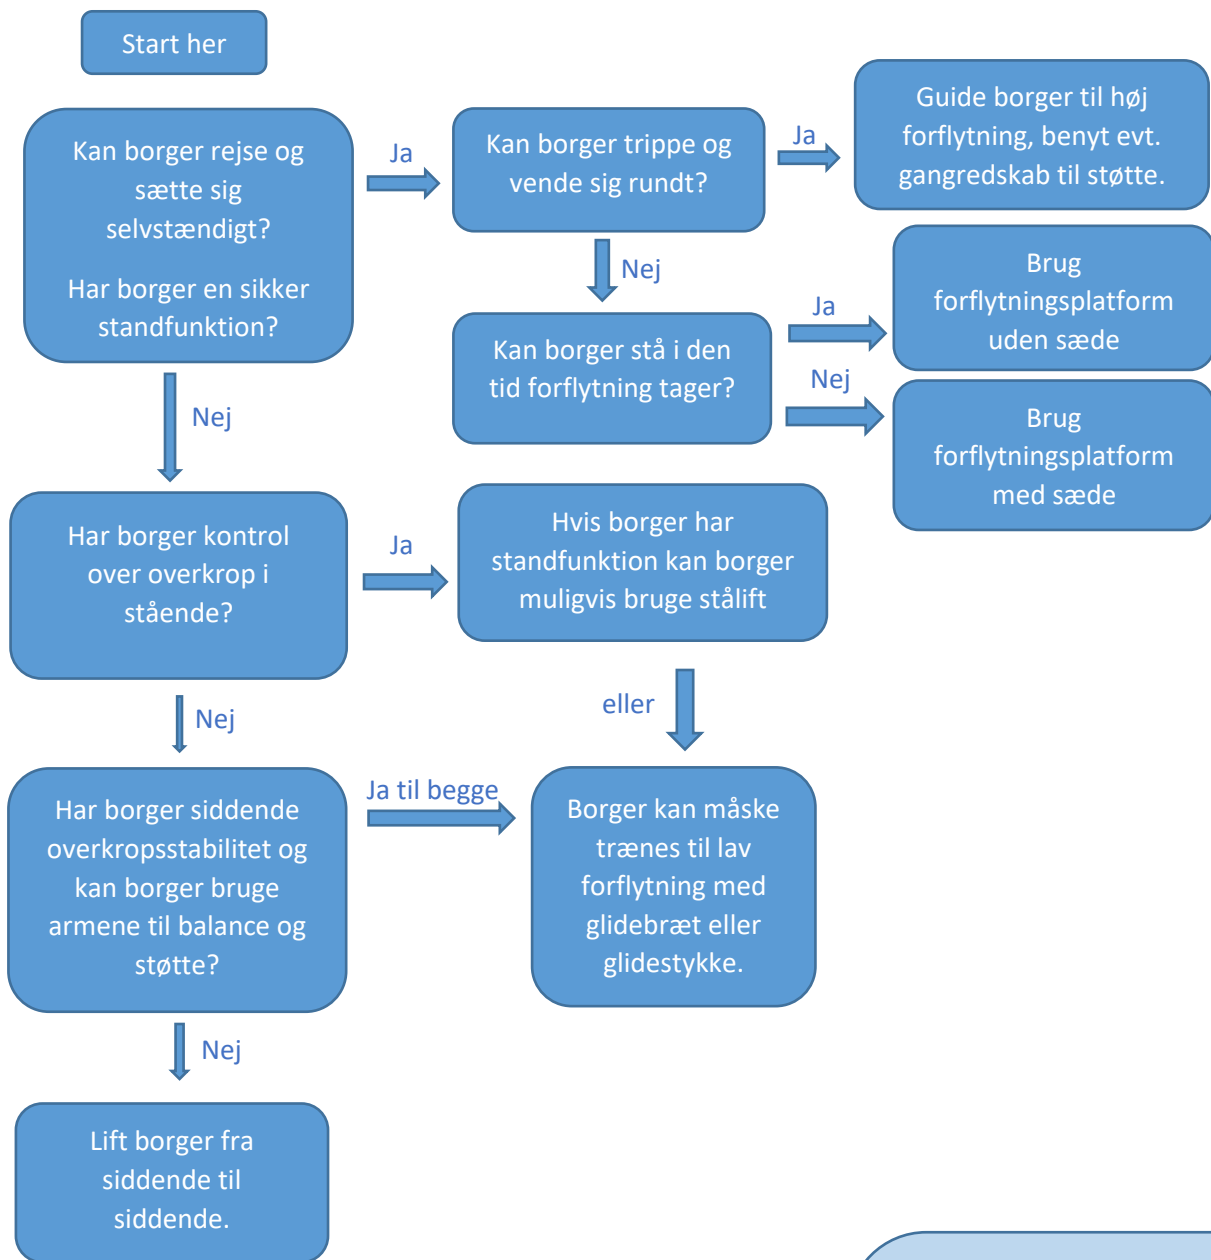 Start her
Kan borger rejse og
sætte sig
selvstændigt?
Har borger en sikker
standfunktion?
Ja
Kan borger trippe og
vende sig rundt?
Ja
Guide borger til høj
forflytning, benyt evt.
gangredskab til støtte.
Nej
Kan borger stå i den
tid forflytning tager?
Ja
Brug
forflytningsplatform
uden sæde
Nej
Brug
forflytningsplatform
med sæde
Nej
Har borger kontrol
over overkrop i
stående?
Ja
Hvis borger har
standfunktion kan borger
muligvis bruge stålift
eller
Nej
Har borger siddende
overkropsstabilitet og
kan borger bruge
armene til balance og
støtte?
Ja til begge
Borger kan måske
trænes til lav
forflytning med
glidebræt eller
glidestykke.
Nej
Lift borger fra
siddende til
siddende.